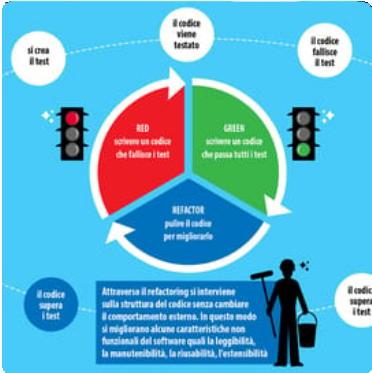 si crea
il test
il codice
viene
testato
il codice
fallisce
il test
RED
scrivere un codice
che fallisce i test
GREEN
scrivere un codice
che passa tutti i test
REFACTOR
pulire il codice
per migliorarlo
il codice
supera
i test
Attraverso il refactoring si interviene
sulla struttura del codice senza cambiare
il comportamento esterno. In questo modo
si migliorano alcune caratteristiche non
funzionali del software quali la leggibilità,
la manutenibilità, la riusabilità, l'estensibilità
il codice
supera
i test